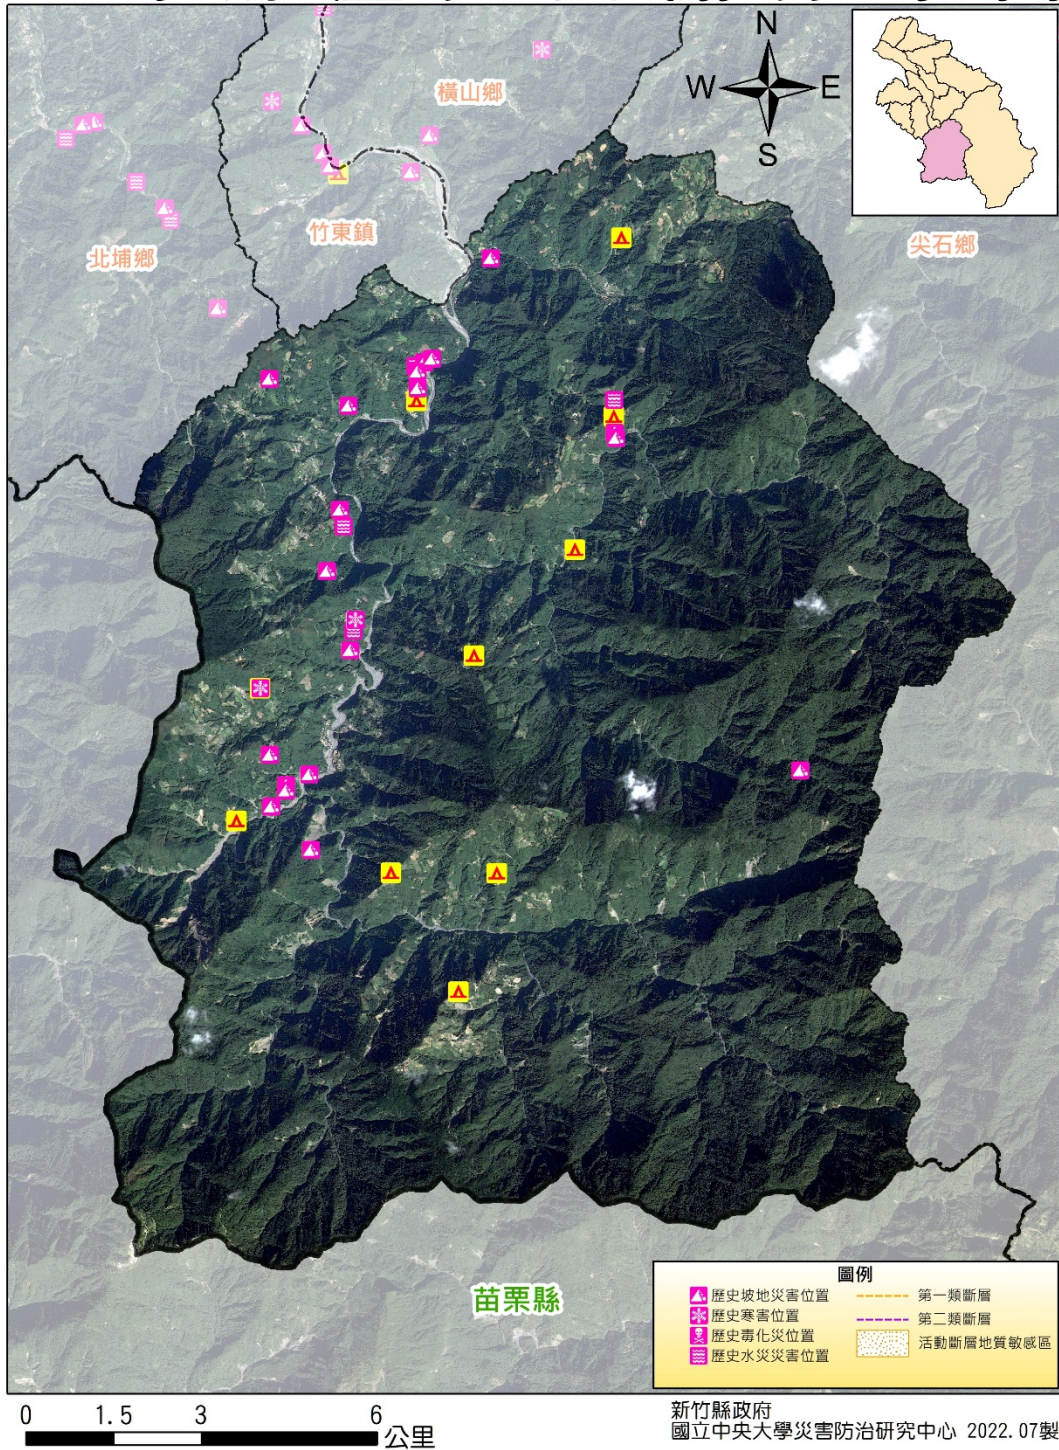 N
W E
S
橫山鄉
竹東鎮
北埔鄉
尖石鄉
苗栗縣
圖例
歷史坡地災害位置
歷史寒害位置
歷史毒化災位置
歷史水災災害位置
第一類斷層
第二類斷層
活動斷層地質敏感區
0 1.5 3 6
公里
新竹縣政府
國立中央大學災害防治研究中心 2022.07製